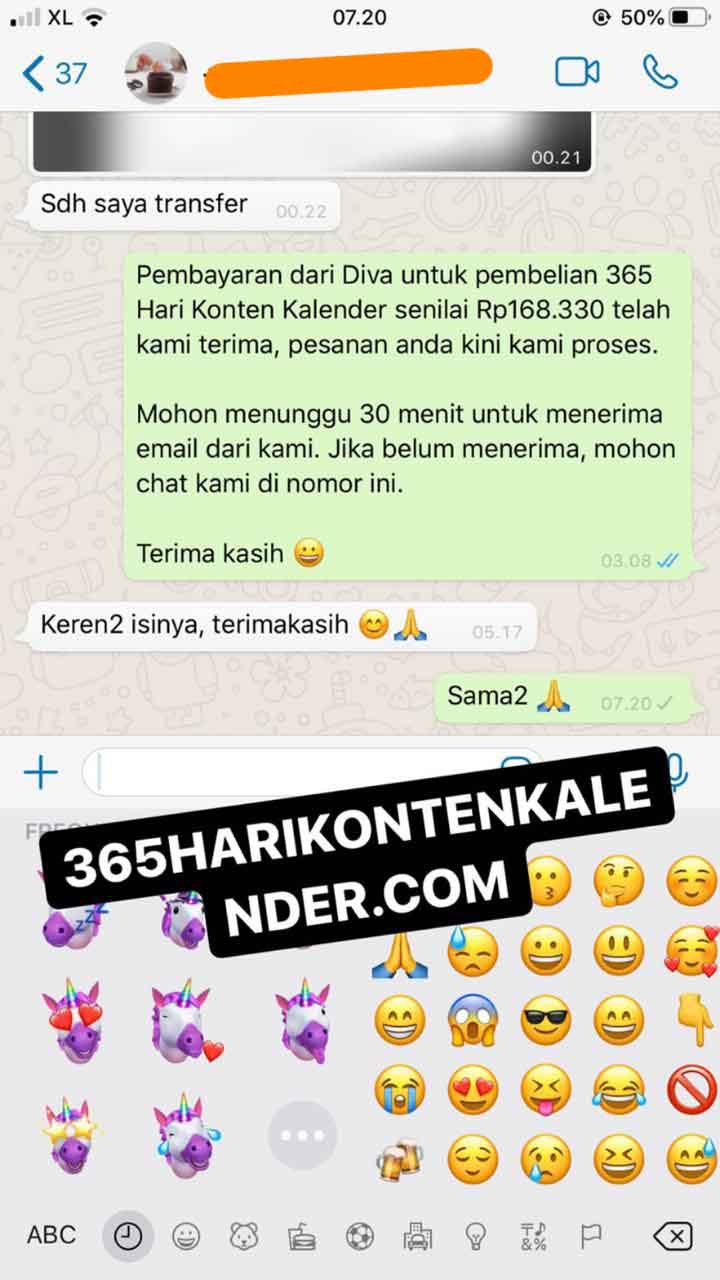 XL
07.20
50%
37
00.21
Sdh saya transfer
00.22
Pembayaran dari Diva untuk pembelian 365
Hari Konten Kalender senilai Rp168.330 telah
kami terima, pesanan anda kini kami proses.
Mohon menunggu 30 menit untuk menerima
email dari kami. Jika belum menerima, mohon
chat kami di nomor ini.
Terima kasih 😀
03.08
Keren2 isinya, terimakasih 😊🙏
05.17
Sama2 🙏
07.20
365HARIKONTENKALE
NDER.COM
ABC